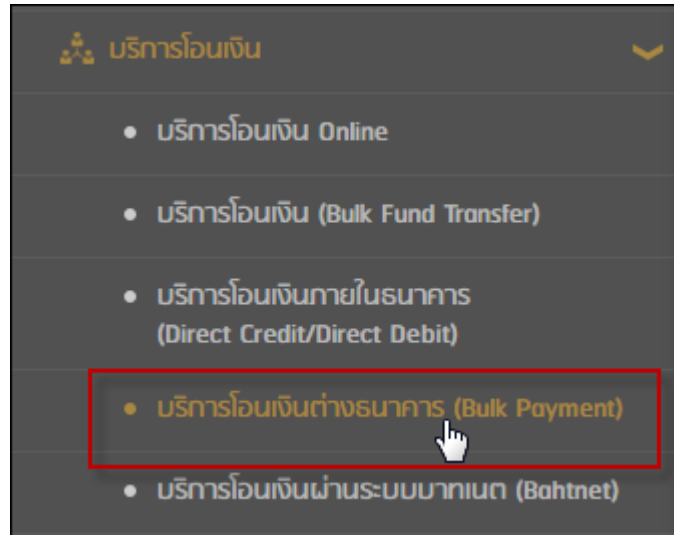 บริการโอนเงิน
บริการโอนเงิน Online
บริการโอนเงิน (Bulk Fund Transfer)
บริการโอนเงินภายในธนาคาร
(Direct Credit/Direct Debit)
บริการโอนเงินต่างธนาคาร (Bulk Payment)
บริการโอนเงินผ่านระบบบาทเนต (Bahtnet)